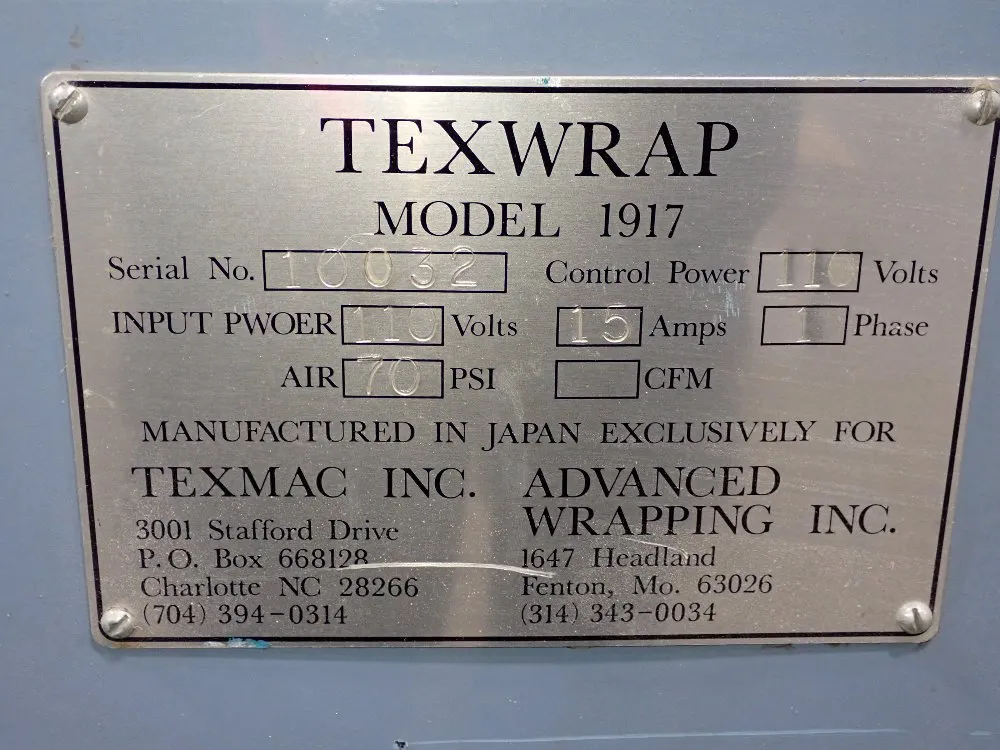 TEXWRAP
MODEL 1917
Serial No. 10032 Control Power 110 Volts
INPUT PWOER 110 Volts 15 Amps 1 Phase
AIR 70 PSI CFM
MANUFACTURED IN JAPAN EXCLUSIVELY FOR
TEXMAC INC.
3001 Stafford Drive
P.O. Box 668128
Charlotte NC 28266
(704) 394-0314
ADVANCED
WRAPPING INC.
1647 Headland
Fenton, Mo. 63026
(314) 343-0034